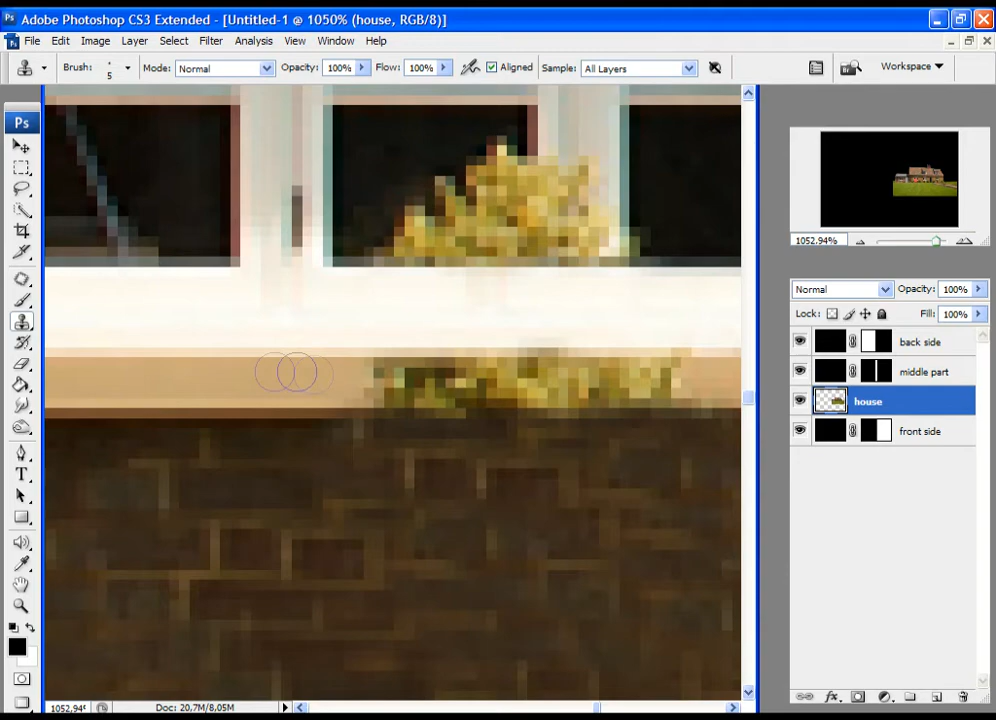 Adobe Photoshop CS3 Extended - [Untitled-1 @ 1050% (house, RGB/8)]
File Edit Image Layer Select Filter Analysis View Window Help
Brush: 5 Mode: Normal Opacity: 100% Flow: 100% Aligned Sample: All Layers Workspace
Ps
1052.94%
Normal Opacity: 100%
Lock: Fill: 100%
back side
middle part
house
front side
1052,94% Doc: 20,7M/8,05M